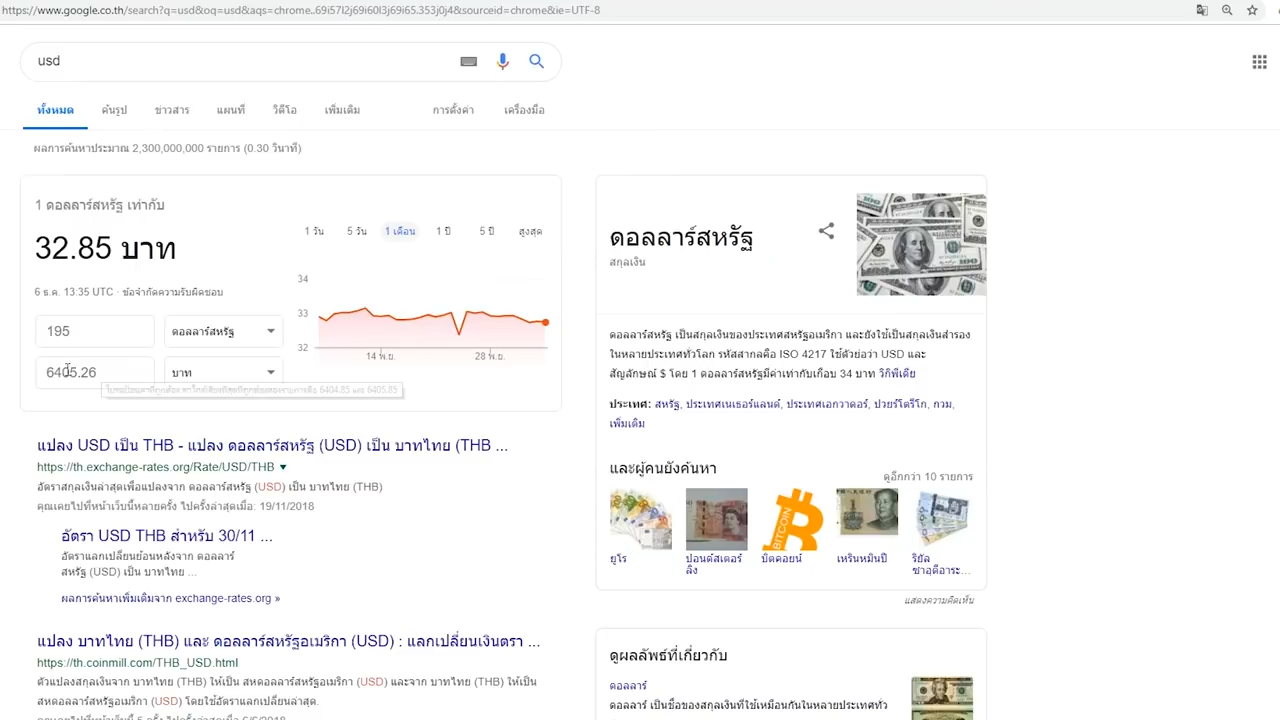 https://www.google.co.th/search?q=usd&oq=usd&aqs=chrome..69i57l2j69i60l3j69i65.353j0j4&sourceid=chrome&ie=UTF-8
usd
ทั้งหมด ค้นรูป ข่าวสาร แผนที่ วิดีโอ เพิ่มเติม การตั้งค่า เครื่องมือ
ผลการค้นหาประมาณ 2,300,000,000 รายการ (0.30 วินาที)
1 ดอลลาร์สหรัฐ เท่ากับ
32.85 บาท
6 ธ.ค. 13:35 UTC · ข้อจำกัดความรับผิดชอบ
195 ดอลลาร์สหรัฐ
6405.26 บาท
1 วัน 5 วัน 1 เดือน 1 ปี 5 ปี สูงสุด
34
33
32
14 พ.ย. 28 พ.ย.
แปลง USD เป็น THB - แปลง ดอลลาร์สหรัฐ (USD) เป็น บาทไทย (THB ...
https://th.exchange-rates.org/Rate/USD/THB
อัตราสกุลเงินล่าสุดเพื่อแปลงจาก ดอลลาร์สหรัฐ (USD) เป็น บาทไทย (THB)
คุณเคยไปที่หน้าเว็บนี้หลายครั้ง ไปครั้งล่าสุดเมื่อ: 19/11/2018
อัตรา USD THB สำหรับ 30/11 ...
อัตราแลกเปลี่ยนย้อนหลังจาก ดอลลาร์
สหรัฐ (USD) เป็น บาทไทย ...
ผลการค้นหาเพิ่มเติมจาก exchange-rates.org »
แปลง บาทไทย (THB) และ ดอลลาร์สหรัฐอเมริกา (USD) : แลกเปลี่ยนเงินตรา ...
https://th.coinmill.com/THB_USD.html
ตัวแปลงสกุลเงินจาก บาทไทย (THB) ให้เป็น สหดอลลาร์สหรัฐอเมริกา (USD) และจาก บาทไทย (THB) ให้เป็น
สหดอลลาร์สหรัฐอเมริกา (USD) โดยใช้อัตราแลกเปลี่ยนล่าสุด.
ดอลลาร์สหรัฐ
สกุลเงิน
ดอลลาร์สหรัฐ เป็นสกุลเงินของประเทศสหรัฐอเมริกา และยังใช้เป็นสกุลเงินสำรอง
ในหลายประเทศทั่วโลก รหัสสากลคือ ISO 4217 ใช้ตัวย่อว่า USD และ
สัญลักษณ์ $ โดย 1 ดอลลาร์สหรัฐมีค่าเท่ากับเกือบ 34 บาท วิกิพีเดีย
ประเทศ: สหรัฐ, ประเทศเนเธอร์แลนด์, ประเทศเอกวาดอร์, ปวยร์โตรีโก, กวม,
เพิ่มเติม
และผู้คนยังค้นหา
ดูอีกกว่า 10 รายการ
ยูโร ปอนด์สเตอร์ลิง บิตคอยน์ เหรินหมินปี้ ริยัลซาอุดีอาระ...
แสดงความคิดเห็น
ดูผลลัพธ์ที่เกี่ยวกับ
ดอลลาร์
ดอลลาร์ เป็นชื่อของสกุลเงินที่ใช้เหมือนกันในหลายประเทศทั่ว